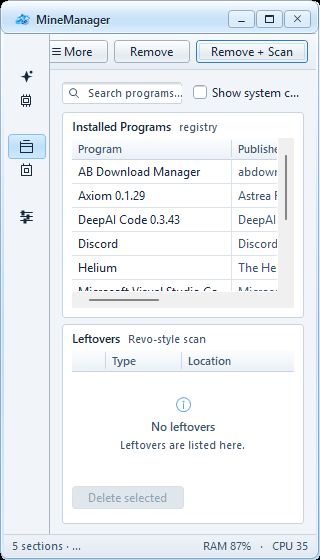 MineManager
More
Remove
Remove + Scan
Search programs...
Show system c...
Installed Programs registry
Program Publishe
AB Download Manager abdown
Axiom 0.1.29 Astrea F
DeepAI Code 0.3.43 DeepAI
Discord Discord
Helium The He
Leftovers Revo-style scan
Type Location
No leftovers
Leftovers are listed here.
Delete selected
5 sections · ... RAM 87% · CPU 35